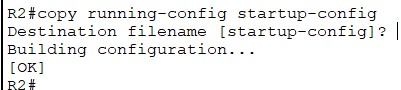 R2#copy running-config startup-config
Destination filename [startup-config]?
Building configuration...
[OK]
R2#